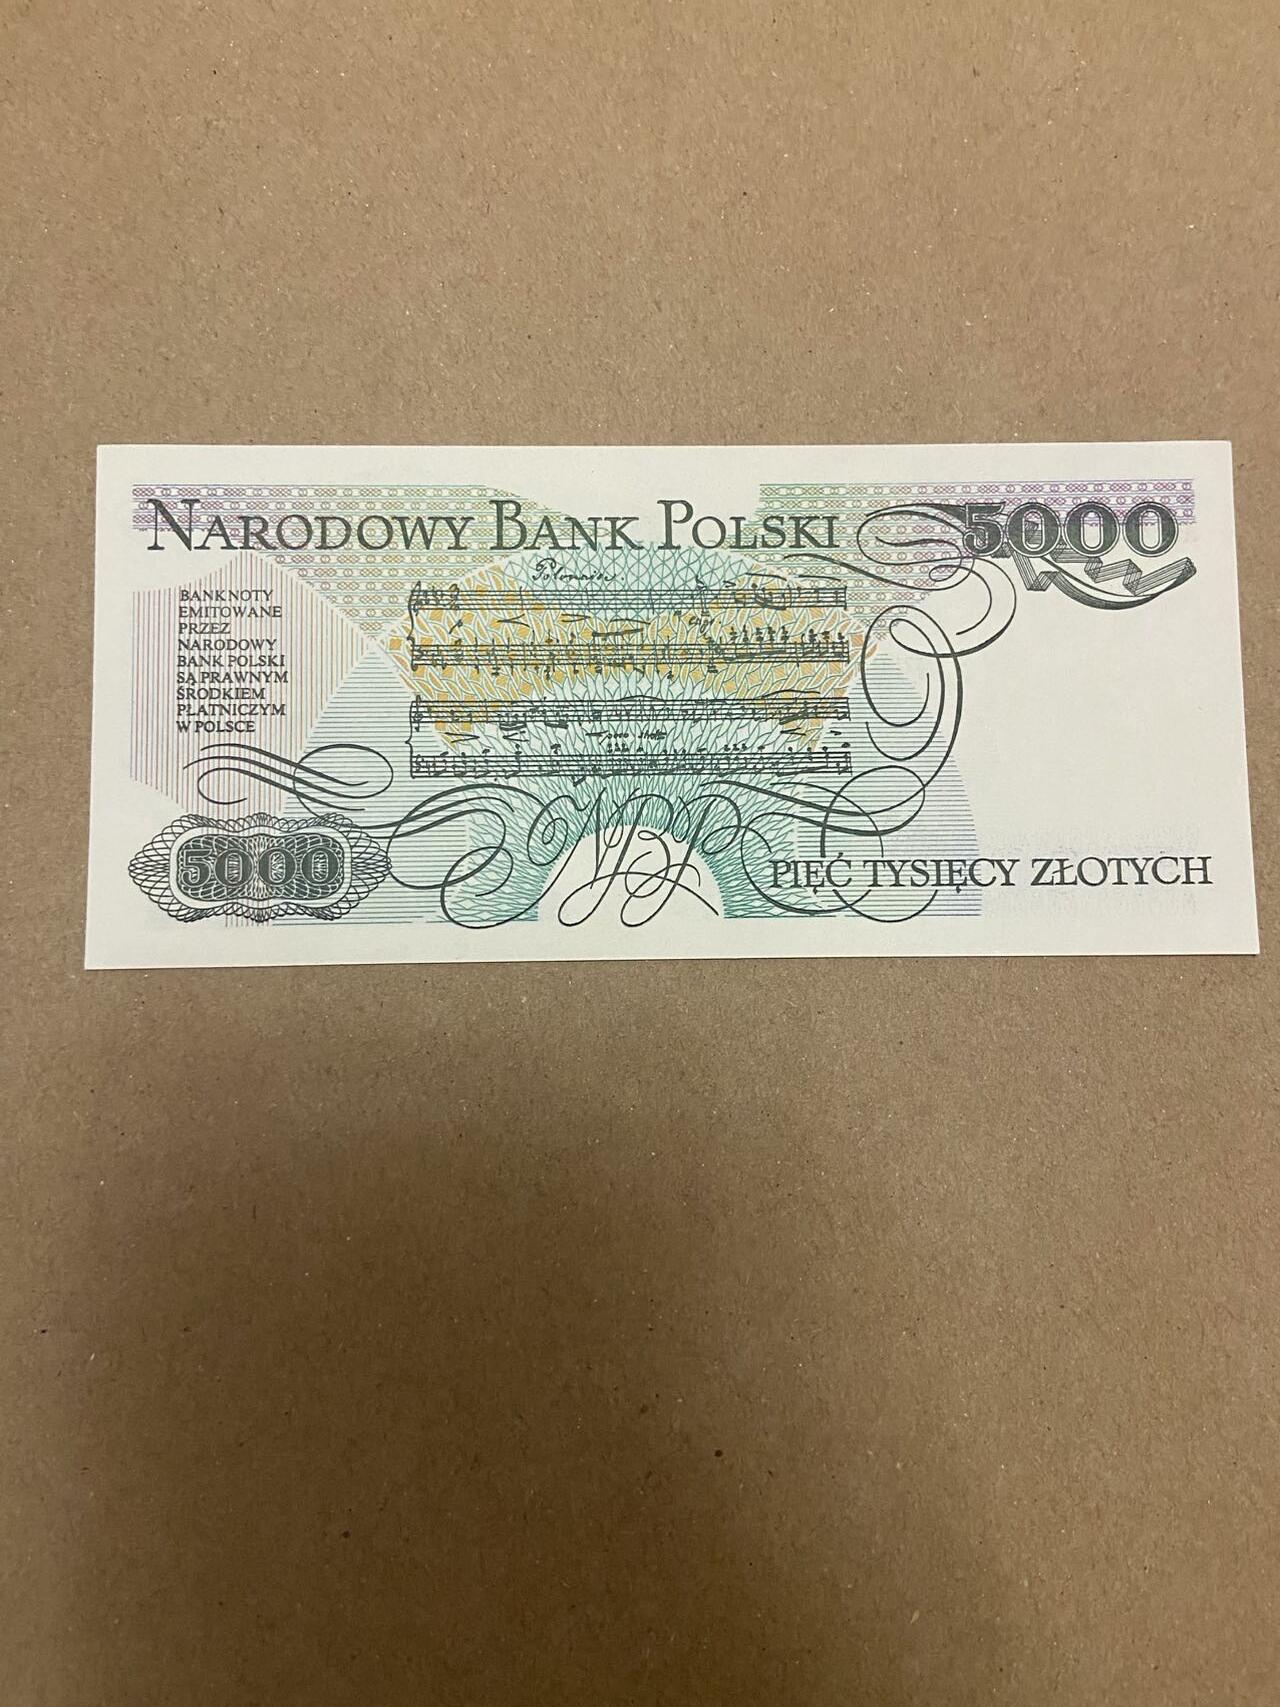 NARODOWY BANK POLSKI
5000
Polonaise.
BANKNOTY
EMITOWANE
PRZEZ
NARODOWY
BANK POLSKI
SĄ PRAWNYM
ŚRODKIEM
PŁATNICZYM
W POLSCE
NBP
5000
PIĘĆ TYSIĘCY ZŁOTYCH